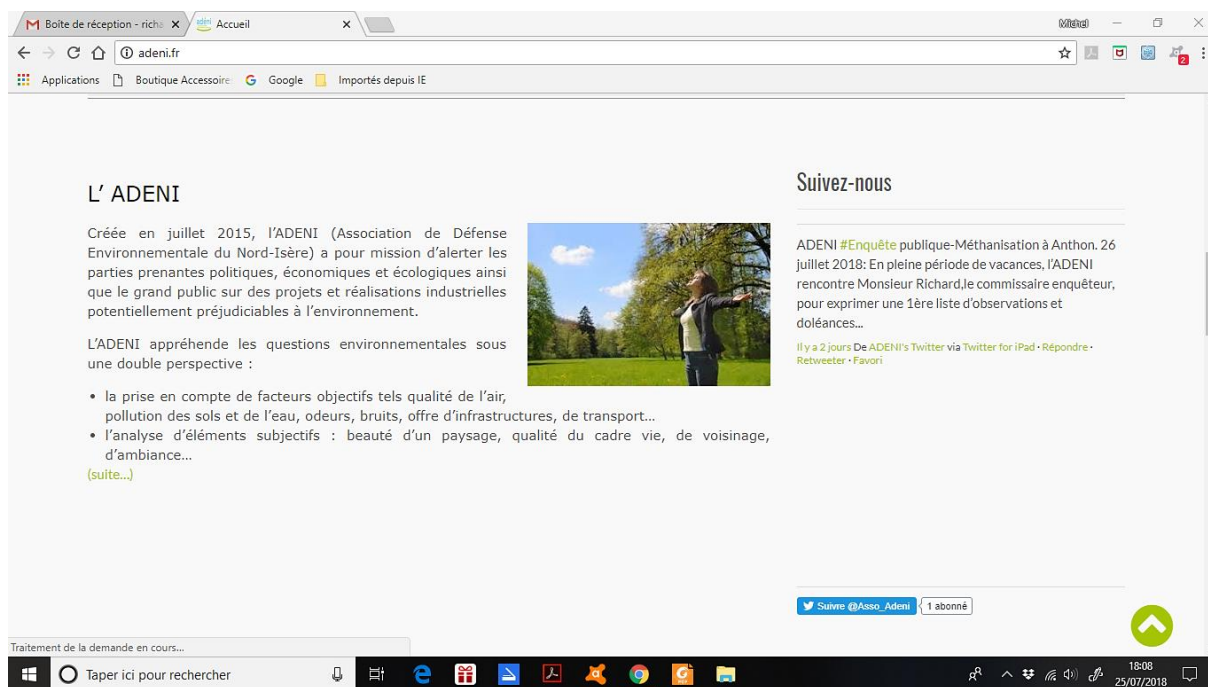 Boîte de réception - richa
Accueil
Michel
adeni.fr
Applications
Boutique Accessoire
Google
Importés depuis IE
L’ ADENI
Créée en juillet 2015, l’ADENI (Association de Défense
Environnementale du Nord-Isère) a pour mission d’alerter les
parties prenantes politiques, économiques et écologiques ainsi
que le grand public sur des projets et réalisations industrielles
potentiellement préjudiciables à l’environnement.
L’ADENI appréhende les questions environnementales sous
une double perspective :
• la prise en compte de facteurs objectifs tels qualité de l’air,
pollution des sols et de l’eau, odeurs, bruits, offre d’infrastructures, de transport...
• l’analyse d’éléments subjectifs : beauté d’un paysage, qualité du cadre vie, de voisinage,
d’ambiance...
(suite...)
Suivez-nous
ADENI #Enquête publique-Méthanisation à Anthon. 26
juillet 2018: En pleine période de vacances, l’ADENI
rencontre Monsieur Richard,le commissaire enquêteur,
pour exprimer une 1ère liste d’observations et
doléances...
Il y a 2 jours De ADENI's Twitter via Twitter for iPad · Répondre ·
Retweeter · Favori
Suivre @Asso_Adeni
1 abonné
Traitement de la demande en cours...
Taper ici pour rechercher
18:08
25/07/2018
2